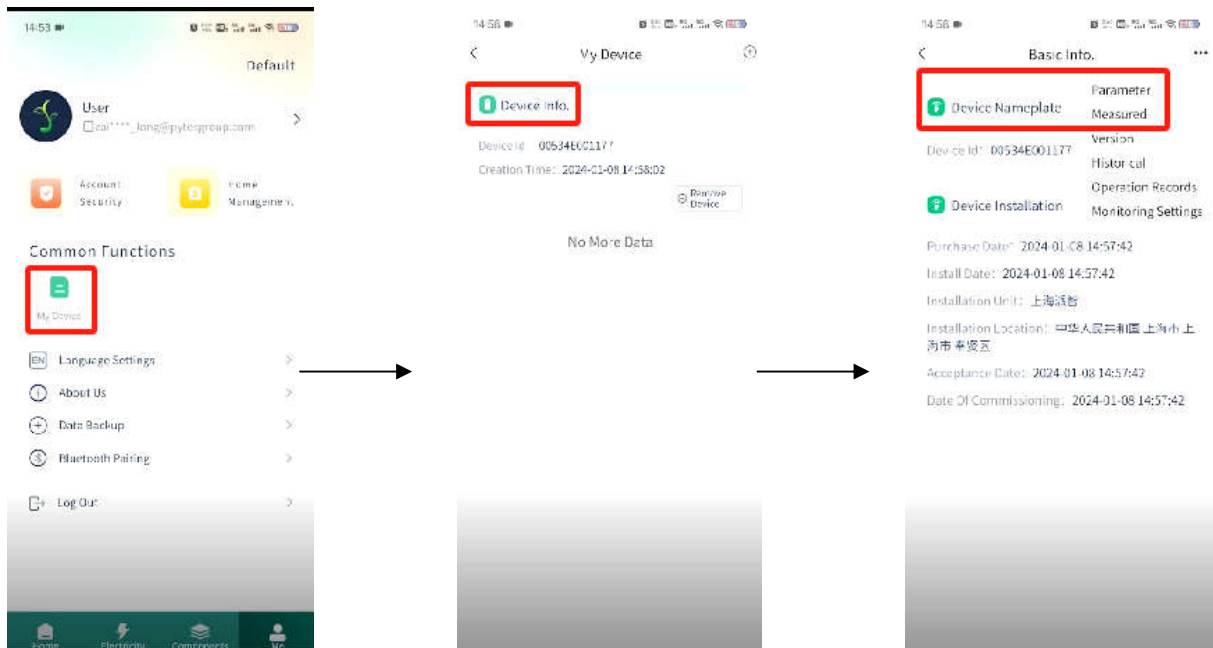 14:53
Default
User
zai****_long@pytesgroup.com
Account
Security
Home
Management
Common Functions
My Device
EN Language Settings
About Us
Data Backup
Bluetooth Pairing
Log Out
Home
Electricity
Components
Me
14:58
My Device
Device Info.
Device Id 00534E001177
Creation Time: 2024-01-08 14:58:02
Remove
Device
No More Data
14:58
Basic Info.
Device Nameplate
Device Id: 00534E001177
Parameter
Measured
Version
Historical
Operation Records
Monitoring Settings
Device Installation
Purchase Date: 2024-01-08 14:57:42
Install Date: 2024-01-08 14:57:42
Installation Unit: 上海派智
Installation Location: 中华人民共和国 上海市 上
海市 奉贤区
Acceptance Date: 2024-01-08 14:57:42
Date Of Commissioning: 2024-01-08 14:57:42